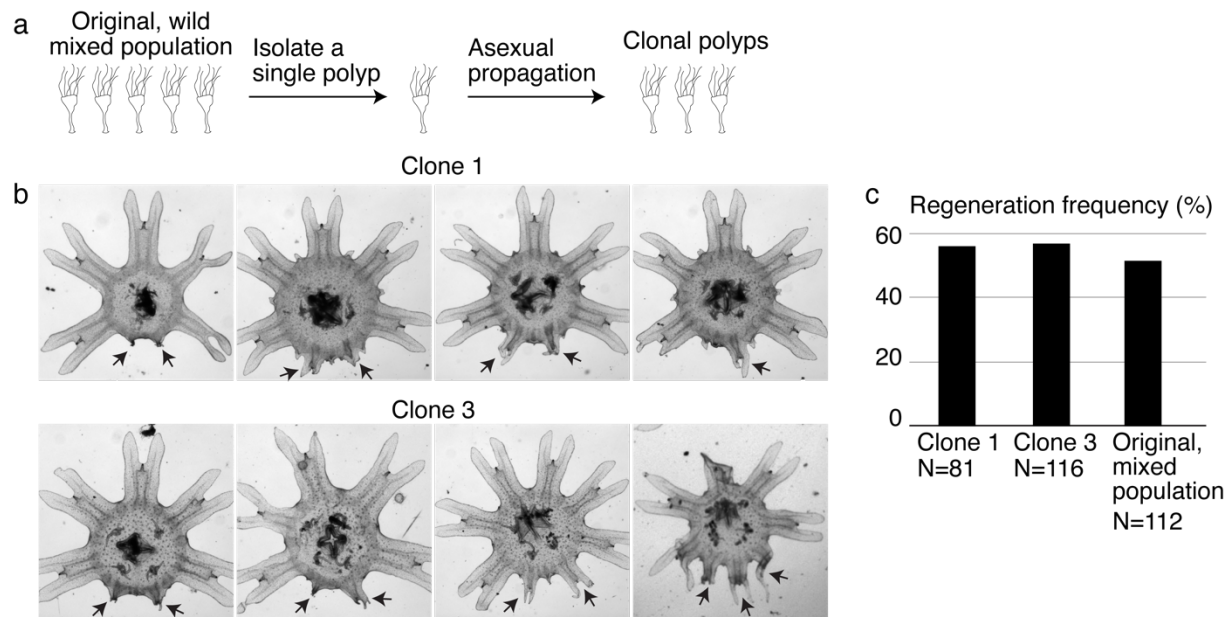 a
Original, wild
mixed population
Isolate a
single polyp
Asexual
propagation
Clonal polyps
b
Clone 1
Clone 3
c
Regeneration frequency (%)
60
40
20
0
Clone 1
N=81
Clone 3
N=116
Original,
mixed
population
N=112